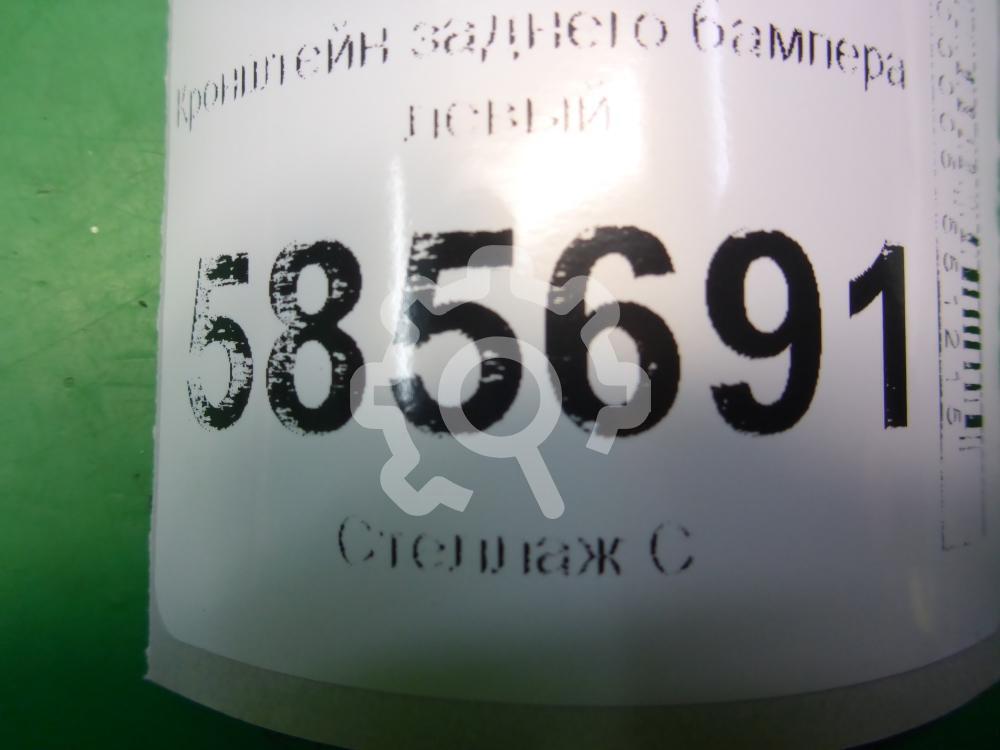 Кронштейн заднего бампера
левый
585691
Стеллаж С